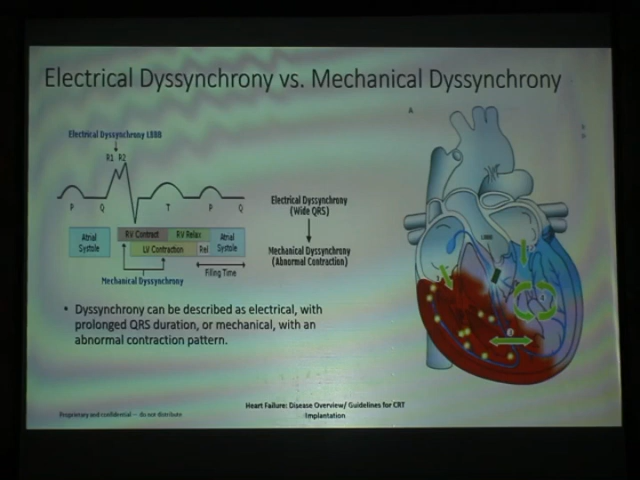 Electrical Dyssynchrony vs. Mechanical Dyssynchrony
Electrical Dyssynchrony LBBB
R1 R2
P Q T P Q
Atrial
Systole
RV Contract
RV Relax
LV Contraction
Rel
Atrial
Systole
Filling Time
Mechanical Dyssynchrony
Electrical Dyssynchrony
(Wide QRS)
Mechanical Dyssynchrony
(Abnormal Contraction)
A
LBBB
• Dyssynchrony can be described as electrical, with
prolonged QRS duration, or mechanical, with an
abnormal contraction pattern.
Proprietary and confidential — do not distribute
Heart Failure: Disease Overview/ Guidelines for CRT
Implantation